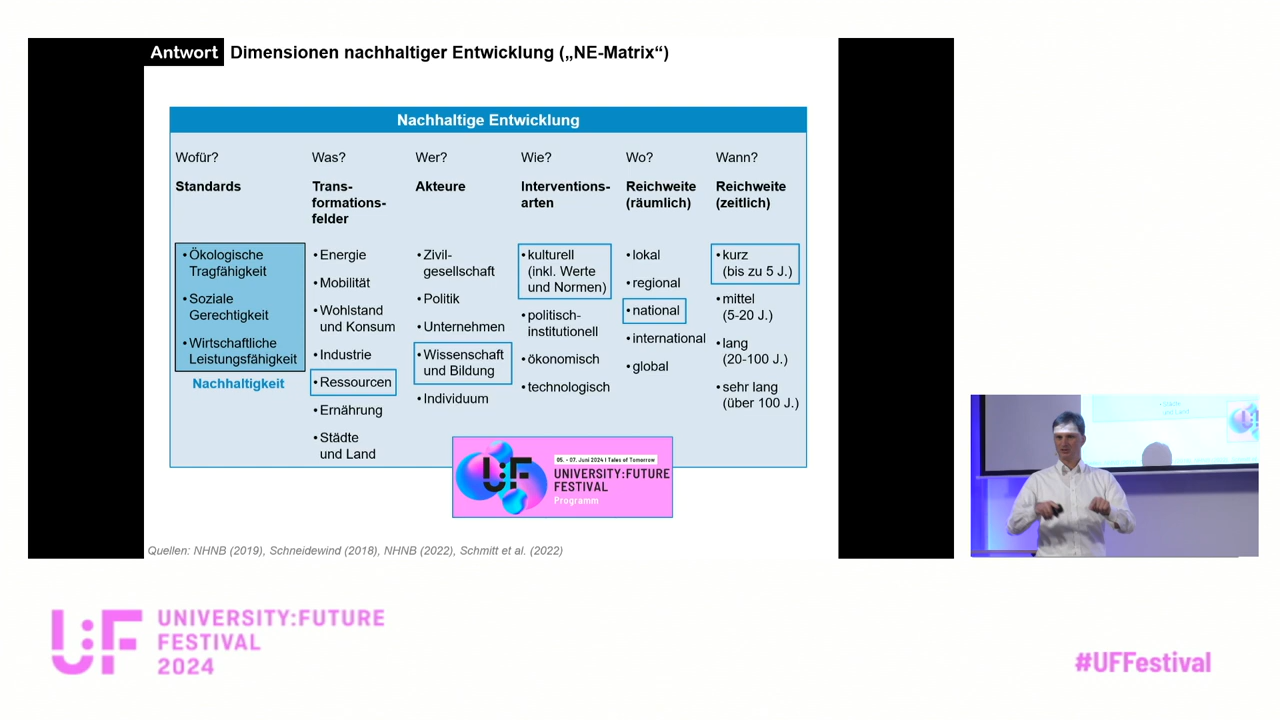 Antwort Dimensionen nachhaltiger Entwicklung („NE-Matrix“)
Nachhaltige Entwicklung
Wofür?
Standards
• Ökologische
Tragfähigkeit
• Soziale
Gerechtigkeit
• Wirtschaftliche
Leistungsfähigkeit
Nachhaltigkeit
Was?
Trans-
formations-
felder
• Energie
• Mobilität
• Wohlstand
und Konsum
• Industrie
• Ressourcen
• Ernährung
• Städte
und Land
Wer?
Akteure
• Zivil-
gesellschaft
• Politik
• Unternehmen
• Wissenschaft
und Bildung
• Individuum
Wie?
Interventions-
arten
• kulturell
(inkl. Werte
und Normen)
• politisch-
institutionell
• ökonomisch
• technologisch
Wo?
Reichweite
(räumlich)
• lokal
• regional
• national
• international
• global
Wann?
Reichweite
(zeitlich)
• kurz
(bis zu 5 J.)
• mittel
(5-20 J.)
• lang
(20-100 J.)
• sehr lang
(über 100 J.)
U:F
05. - 07. Juni 2024 I Tales of Tomorrow
UNIVERSITY:FUTURE
FESTIVAL
Programm
Quellen: NHNB (2019), Schneidewind (2018), NHNB (2022), Schmitt et al. (2022)
U:F
UNIVERSITY:FUTURE
FESTIVAL
2024
#UFFestival